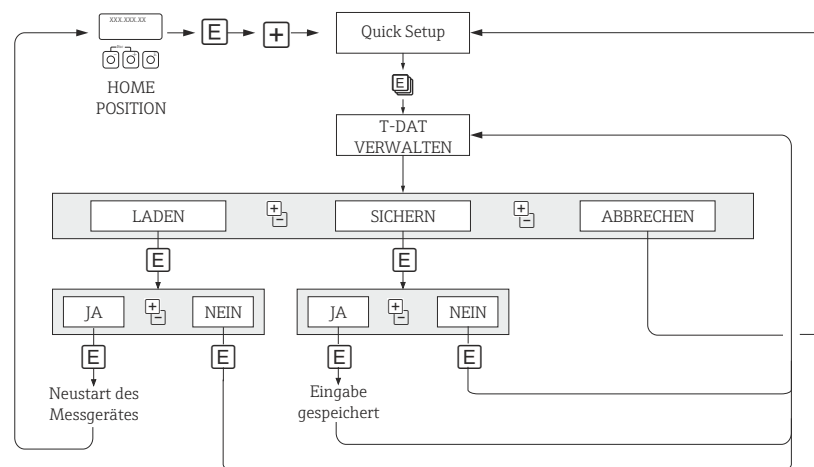 XXX.XXX.XX
E
+
Quick Setup
Esc
- + E
HOME
POSITION
E
T-DAT
VERWALTEN
LADEN
+
-
SICHERN
+
-
ABBRECHEN
E
E
JA
+
-
NEIN
JA
+
-
NEIN
E
E
E
E
Neustart des
Messgerätes
Eingabe
gespeichert